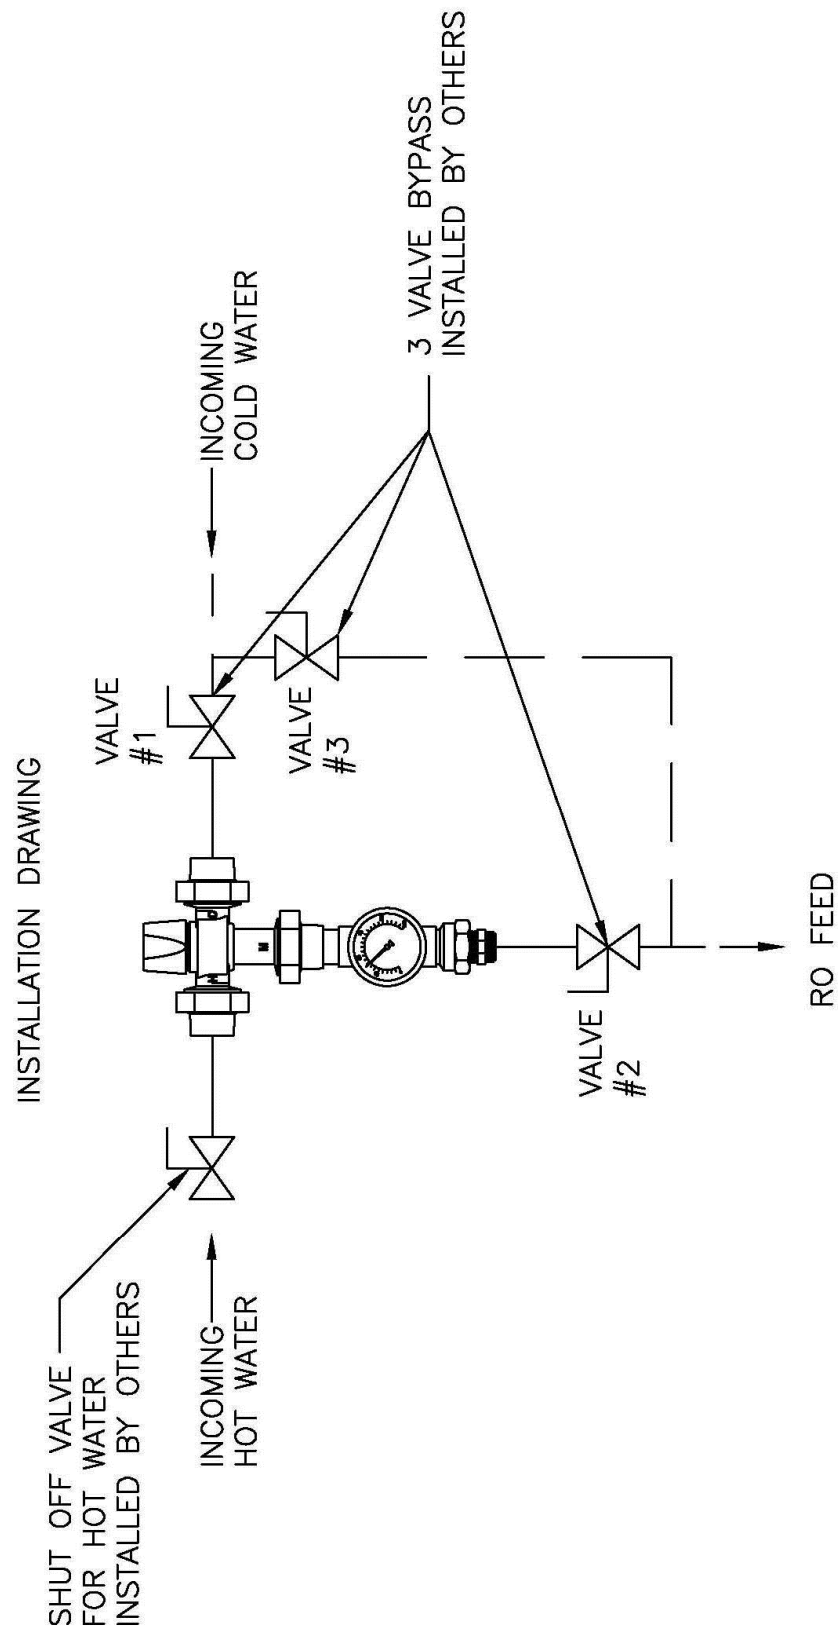 INSTALLATION DRAWING
SHUT OFF VALVE
FOR HOT WATER
INSTALLED BY OTHERS
INCOMING
HOT WATER
VALVE
#1
INCOMING
COLD WATER
VALVE
#3
3 VALVE BYPASS
INSTALLED BY OTHERS
VALVE
#2
RO FEED
H
C
M